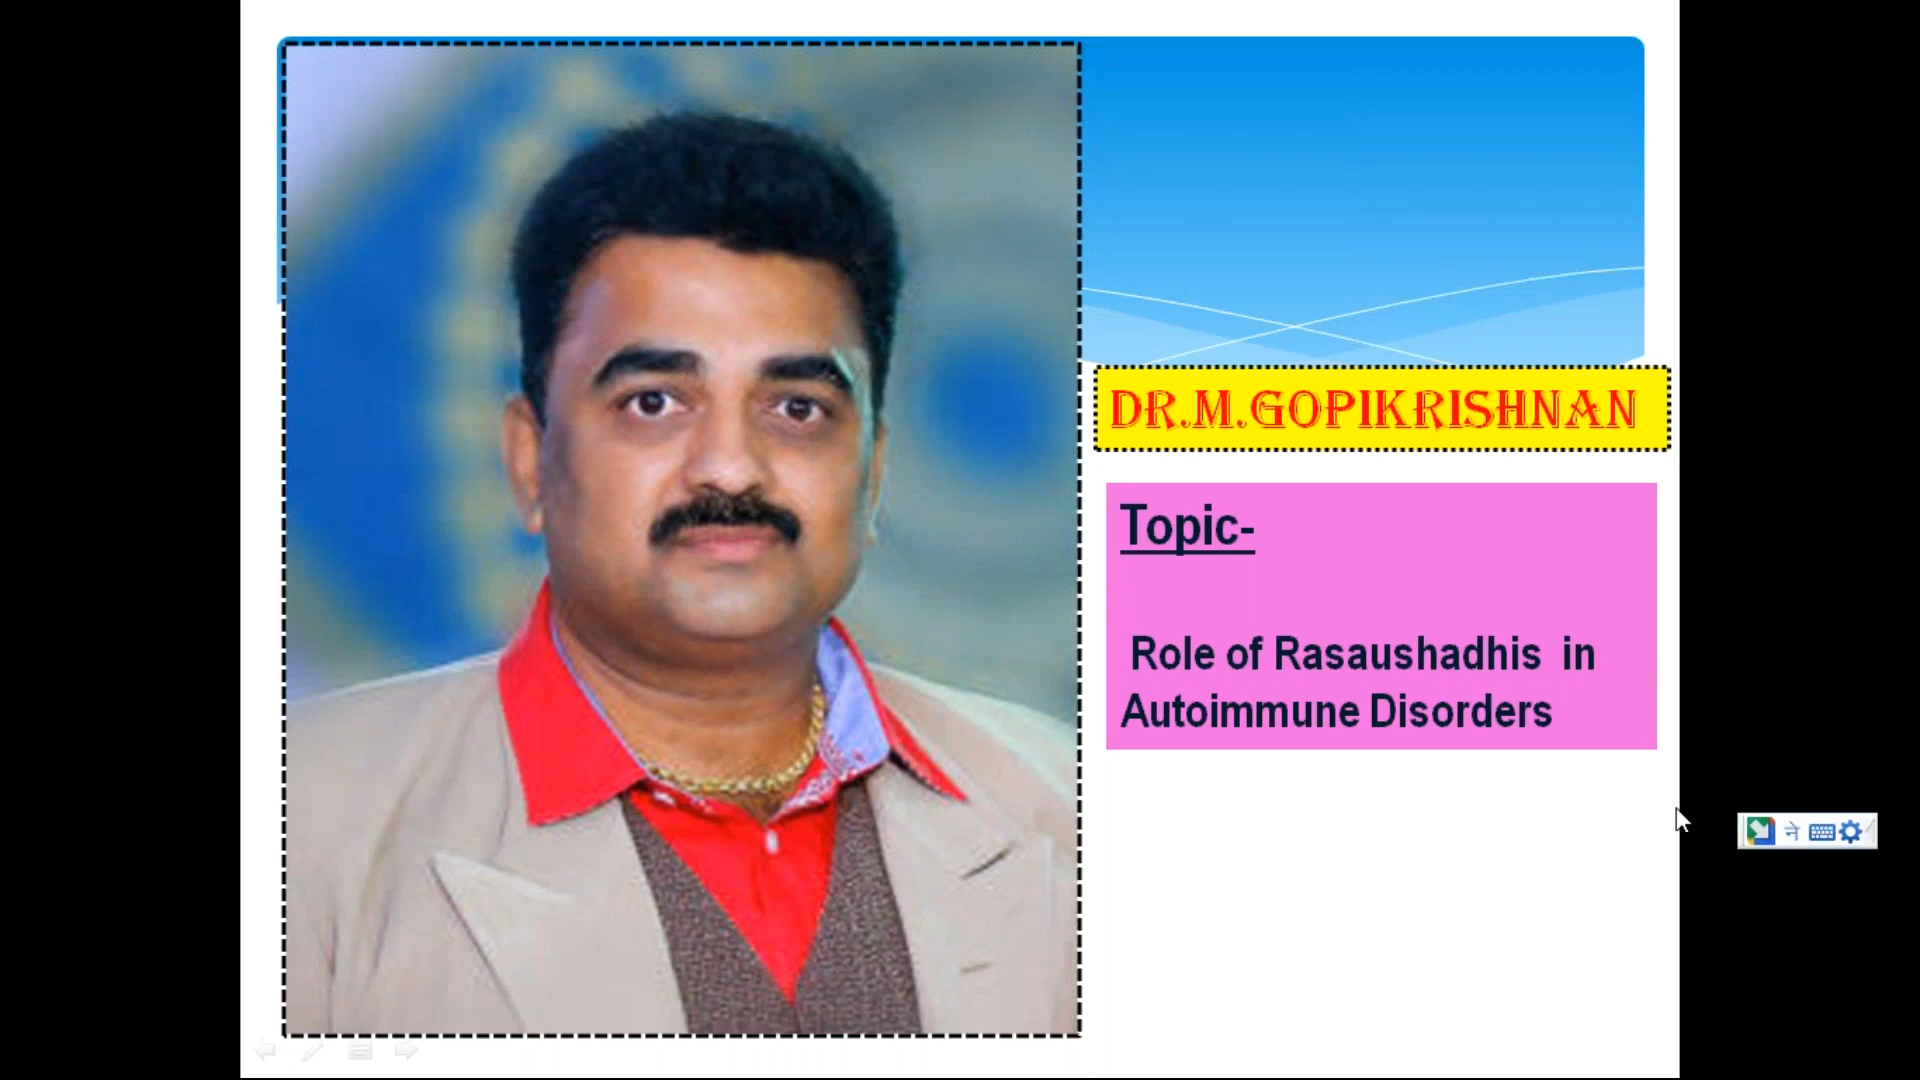 DR.M.GOPIKRISHNAN
Topic-
Role of Rasaushadhis in
Autoimmune Disorders
ने